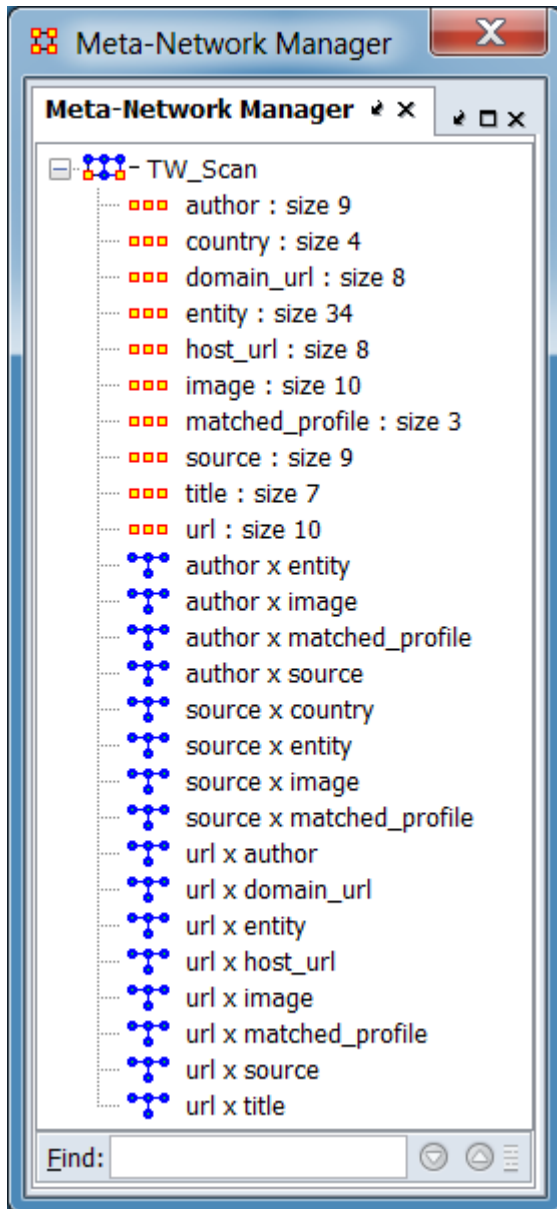 Meta-Network Manager
Meta-Network Manager
TW_Scan
author : size 9
country : size 4
domain_url : size 8
entity : size 34
host_url : size 8
image : size 10
matched_profile : size 3
source : size 9
title : size 7
url : size 10
author x entity
author x image
author x matched_profile
author x source
source x country
source x entity
source x image
source x matched_profile
url x author
url x domain_url
url x entity
url x host_url
url x image
url x matched_profile
url x source
url x title
Find: